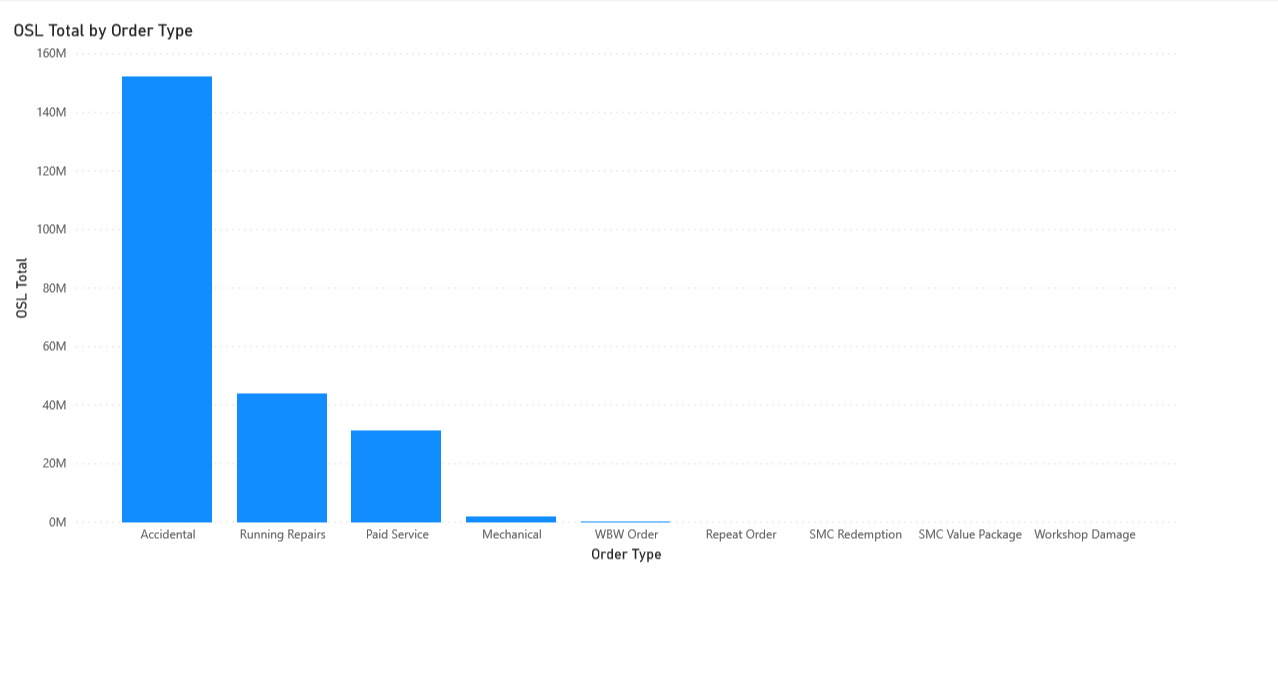 OSL Total by Order Type
160M
140M
120M
100M
80M
60M
40M
20M
0M
OSL Total
Accidental Running Repairs Paid Service Mechanical WBW Order Repeat Order SMC Redemption SMC Value Package Workshop Damage
Order Type